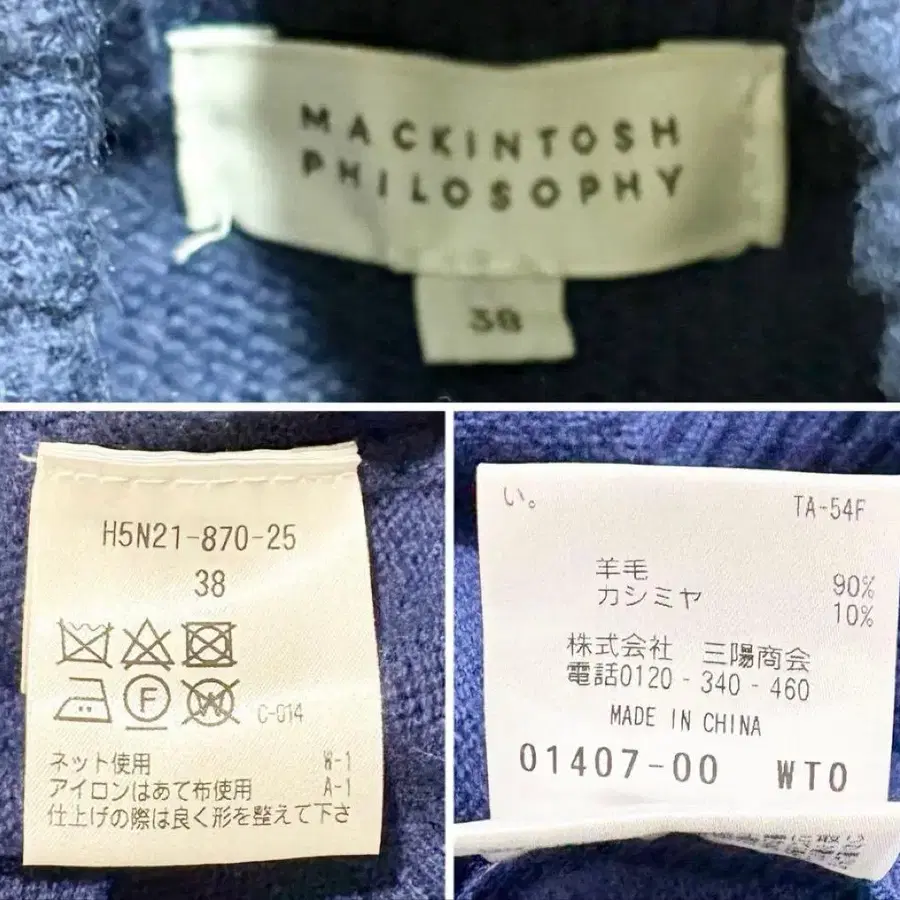 MACKINTOSH
PHILOSOPHY
38
H5N21-870-25
38
F
W
C-014
ネット使用 W-1
アイロンはあて布使用 A-1
仕上げの際は良く形を整えて下さ
い。
TA-54F
羊毛 90%
カシミヤ 10%
株式会社 三陽商会
電話0120-340-460
MADE IN CHINA
01407-00 WTO